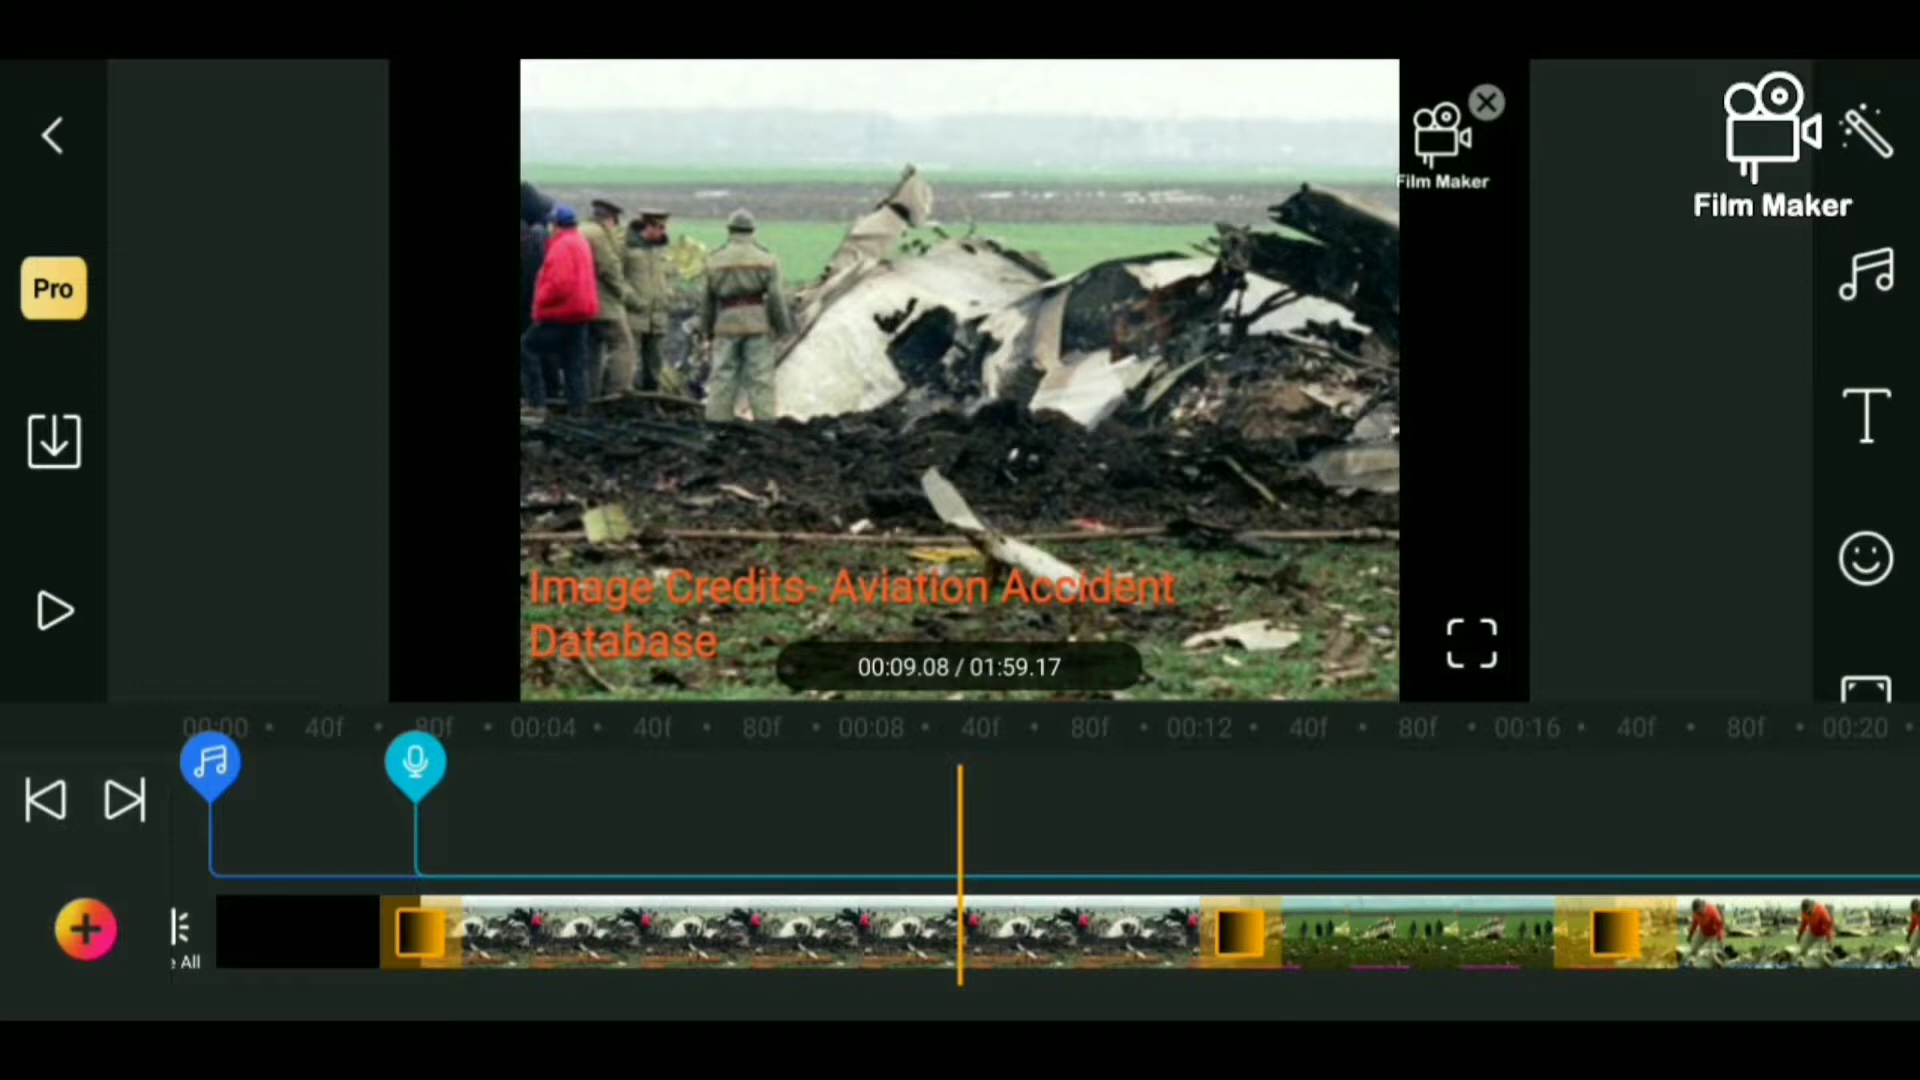 Film Maker
Film Maker
Pro
Image Credits- Aviation Accident
Database
00:09.08 / 01:59.17
00:00 40f 80f 00:04 40f 80f 00:08 40f 80f 00:12 40f 80f 00:16 40f 80f 00:20
e All